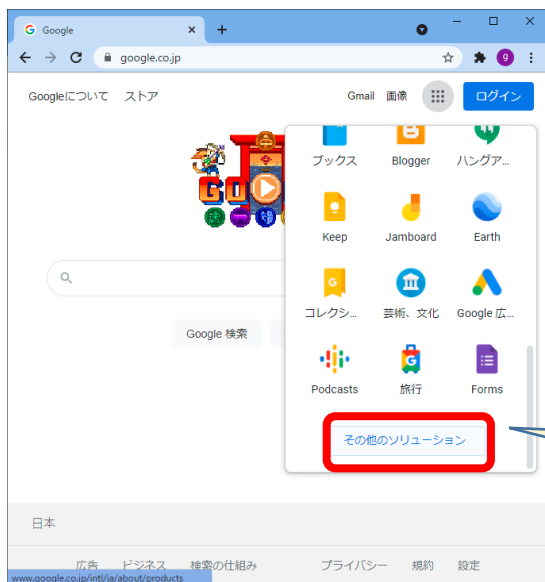 Google
google.co.jp
g
Googleについて ストア Gmail 画像 ログイン
ブックス Blogger ハングア...
Keep Jamboard Earth
G
コレクシ... 芸術、文化 Google 広...
Podcasts 旅行 Forms
Google 検索
その他のソリューション
日本
広告 ビジネス 検索の仕組み プライバシー 規約 設定
www.google.co.jp/intl/ja/about/products